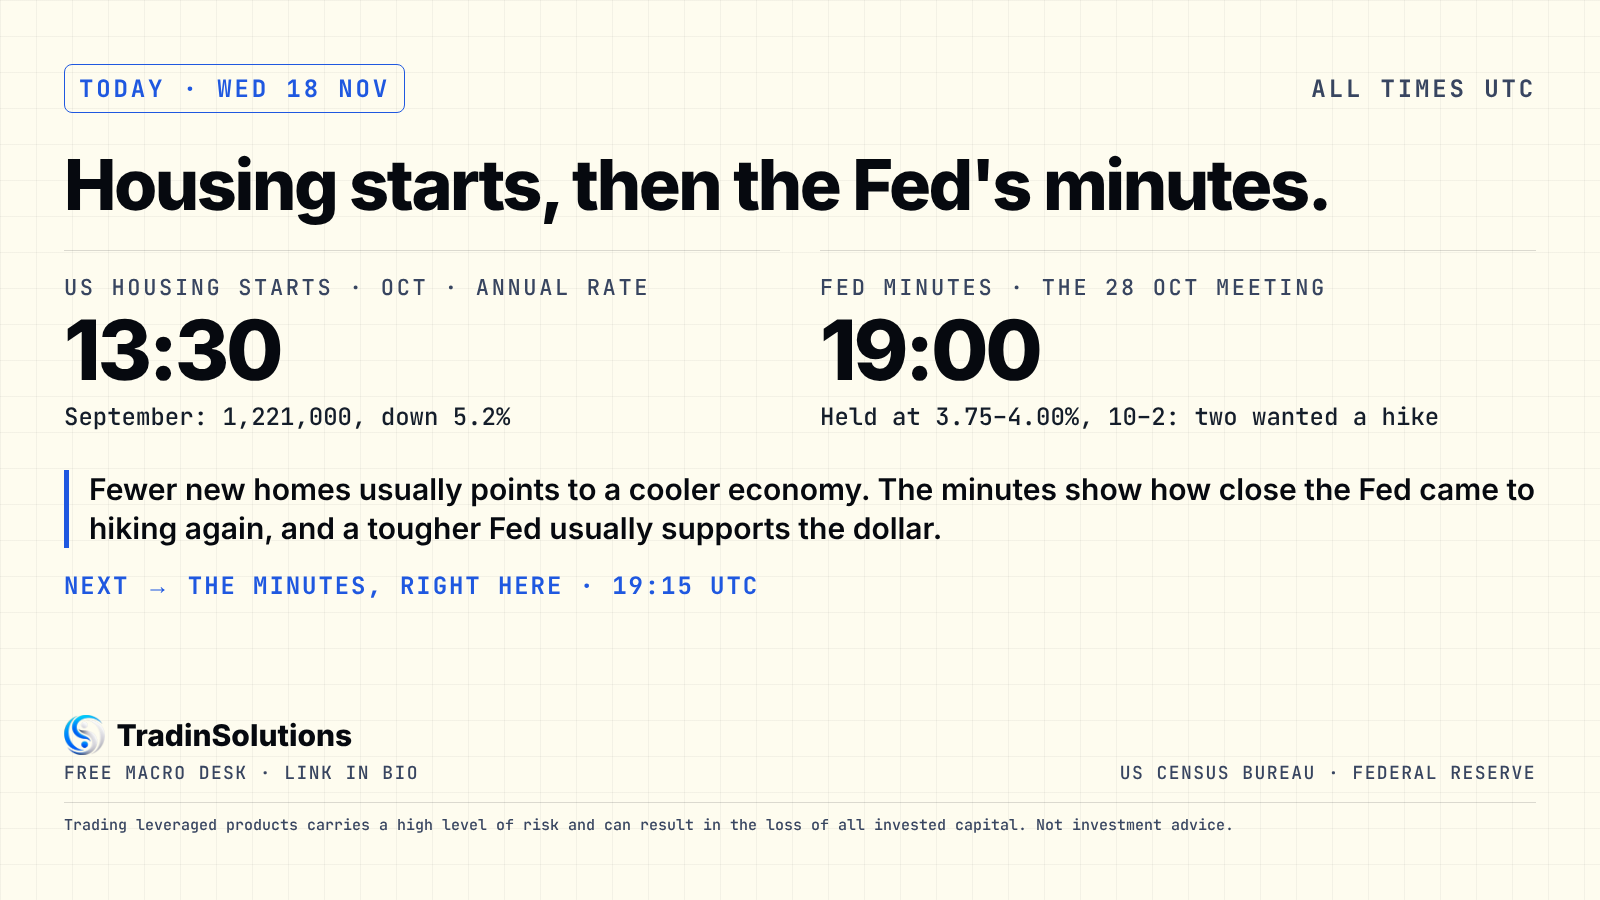 TODAY · WED 18 NOV
ALL TIMES UTC
Housing starts, then the Fed's minutes.
US HOUSING STARTS · OCT · ANNUAL RATE
13:30
September: 1,221,000, down 5.2%
FED MINUTES · THE 28 OCT MEETING
19:00
Held at 3.75–4.00%, 10–2: two wanted a hike
Fewer new homes usually points to a cooler economy. The minutes show how close the Fed came to
hiking again, and a tougher Fed usually supports the dollar.
NEXT → THE MINUTES, RIGHT HERE · 19:15 UTC
TradinSolutions
FREE MACRO DESK · LINK IN BIO
US CENSUS BUREAU · FEDERAL RESERVE
Trading leveraged products carries a high level of risk and can result in the loss of all invested capital. Not investment advice.